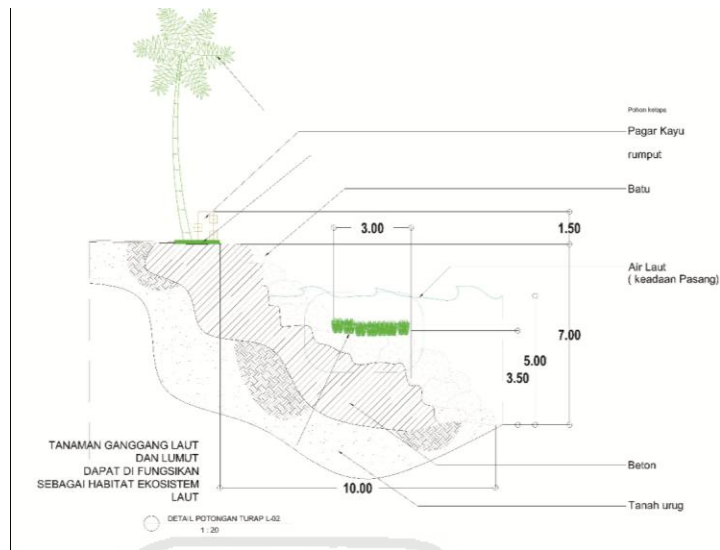 Pohon kelapa
Pagar Kayu
rumput
Batu
3.00
1.50
Air Laut
( keadaan Pasang)
7.00
5.00
3.50
TANAMAN GANGGANG LAUT
DAN LUMUT
DAPAT DI FUNGSIKAN
SEBAGAI HABITAT EKOSISTEM
LAUT
Beton
10.00
Tanah urug
DETAIL POTONGAN TURAP L-02
1 : 20